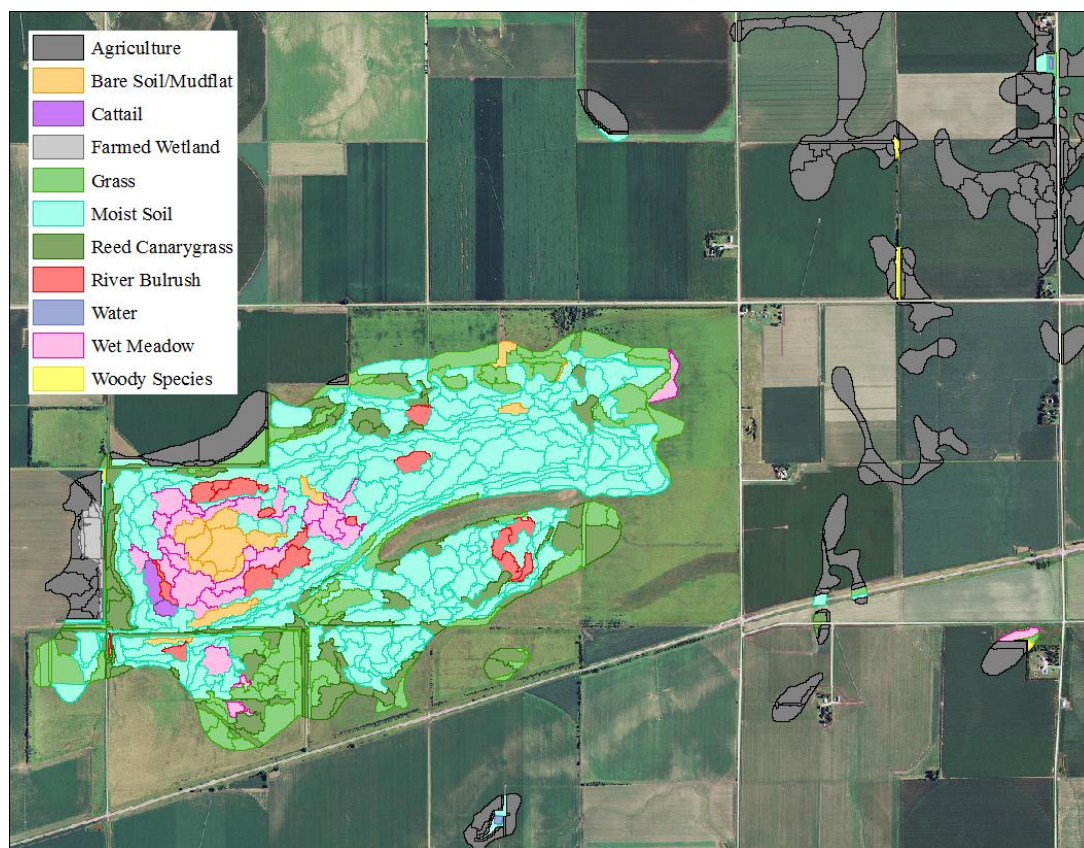 Agriculture
Bare Soil/Mudflat
Cattail
Farmed Wetland
Grass
Moist Soil
Reed Canarygrass
River Bulrush
Water
Wet Meadow
Woody Species